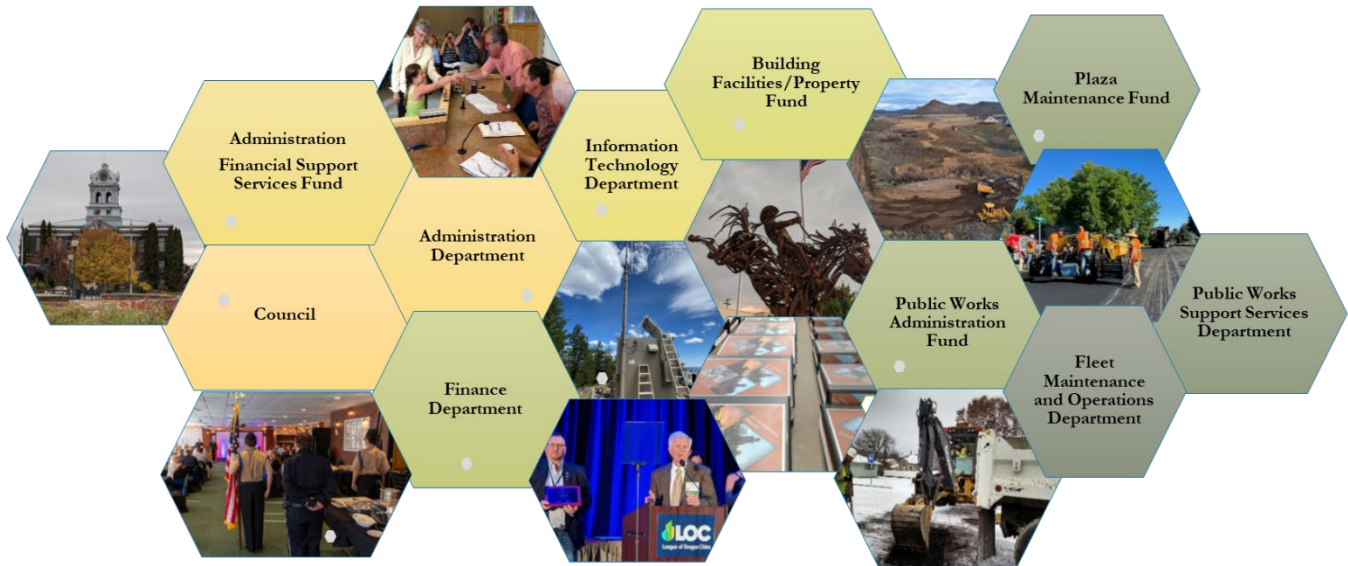 Administration
Financial Support
Services Fund
Council
Administration
Department
Finance
Department
Information
Technology
Department
Building
Facilities/Property
Fund
LOC
League of Oregon Cities
Public Works
Administration
Fund
Plaza
Maintenance Fund
Fleet
Maintenance
and Operations
Department
Public Works
Support Services
Department